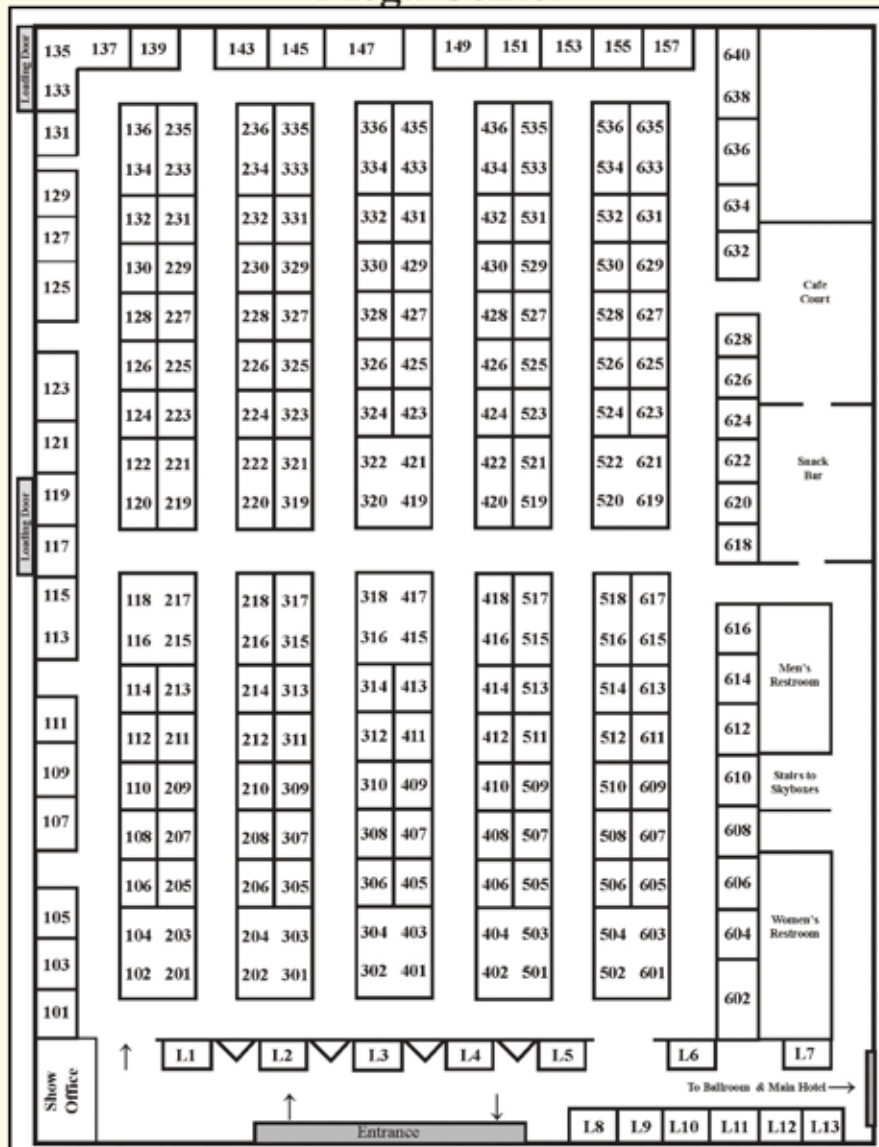 135 137 139 143 145 147 149 151 153 155 157 640
Loading Door
133 638
131 136 235 236 335 336 435 436 535 536 635
134 233 234 333 334 433 434 533 534 633 636
129 132 231 232 331 332 431 432 531 532 631 634
127 632
130 229 230 329 330 429 430 529 530 629
125 Cafe
Court
128 227 228 327 328 427 428 527 528 627 628
126 225 226 325 326 425 426 525 526 625 626
123
124 223 224 323 324 423 424 523 524 623 624
121
122 221 222 321 322 421 422 521 522 621 622 Snack
Bar
119 120 219 220 319 320 419 420 519 520 619 620
Loading Door
117 618
115 118 217 218 317 318 417 418 517 518 617
113 116 215 216 315 316 415 416 515 516 615 616
114 213 214 313 314 413 414 513 514 613 614 Men's
Restroom
111
112 211 212 311 312 411 412 511 512 611 612
109 110 209 210 309 310 409 410 509 510 609 610 Stairs to
Skyboxes
107 108 207 208 307 308 407 408 507 508 607 608
106 205 206 305 306 405 406 505 506 605 606
105 104 203 204 303 304 403 404 503 504 603 604 Women's
Restroom
103 102 201 202 301 302 401 402 501 502 601
101 602
L1 L2 L3 L4 L5 L6 L7
Show
Office
To Ballroom & Main Hotel
Entrance L8 L9 L10 L11 L12 L13